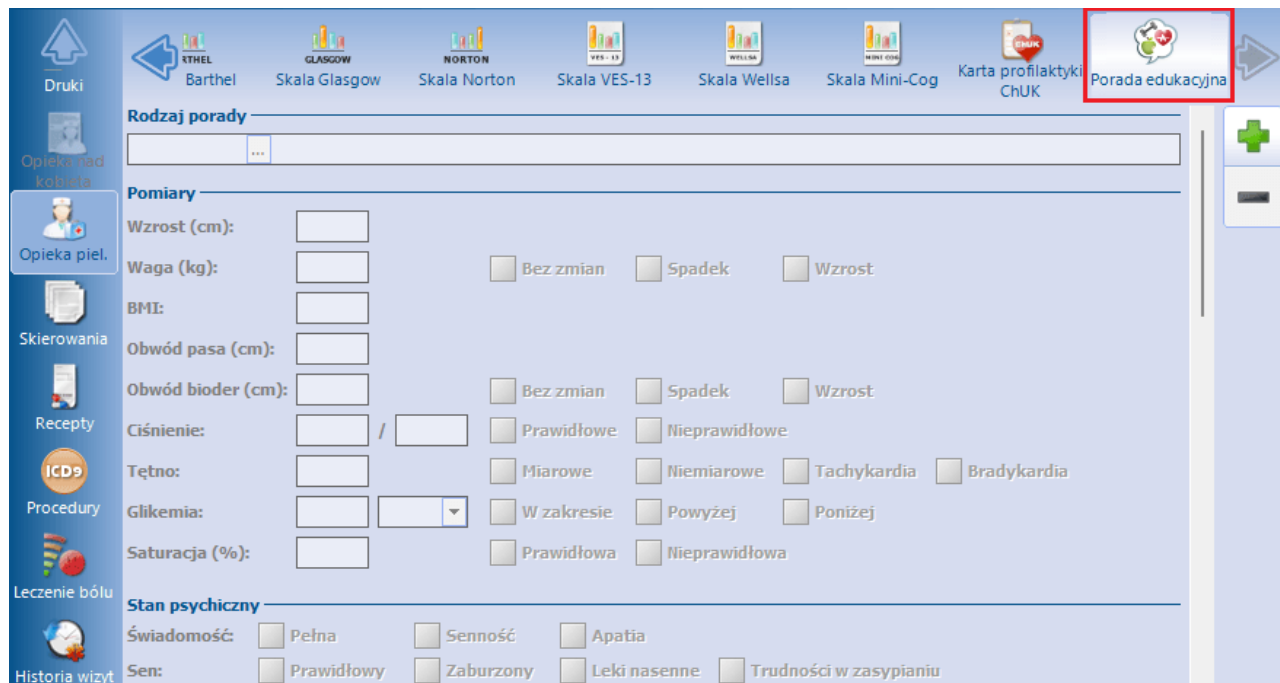 Druki
Opieka nad
kobietą
Opieka piel.
Skierowania
Recepty
ICD9
Procedury
Leczenie bólu
Historia wizyt
RTHEL
Barthel
GLASGOW
Skala Glasgow
NORTON
Skala Norton
VES - 13
Skala VES-13
WELLSA
Skala Wellsa
MINI COG
Skala Mini-Cog
ChUK
Karta profilaktyki
ChUK
Porada edukacyjna
Rodzaj porady
...
Pomiary
Wzrost (cm):
Waga (kg): Bez zmian Spadek Wzrost
BMI:
Obwód pasa (cm):
Obwód bioder (cm): Bez zmian Spadek Wzrost
Ciśnienie: / Prawidłowe Nieprawidłowe
Tętno: Miarowe Niemiarowe Tachykardia Bradykardia
Glikemia: W zakresie Powyżej Poniżej
Saturacja (%): Prawidłowa Nieprawidłowa
Stan psychiczny
Świadomość: Pełna Senność Apatia
Sen: Prawidłowy Zaburzony Leki nasenne Trudności w zasypianiu